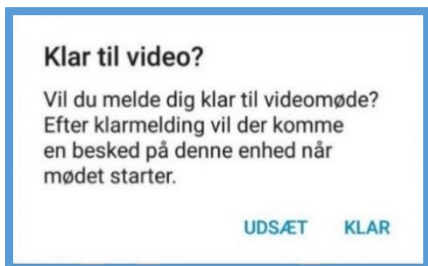 Klar til video?
Vil du melde dig klar til videomøde?
Efter klarmelding vil der komme
en besked på denne enhed når
mødet starter.
UDSÆT KLAR